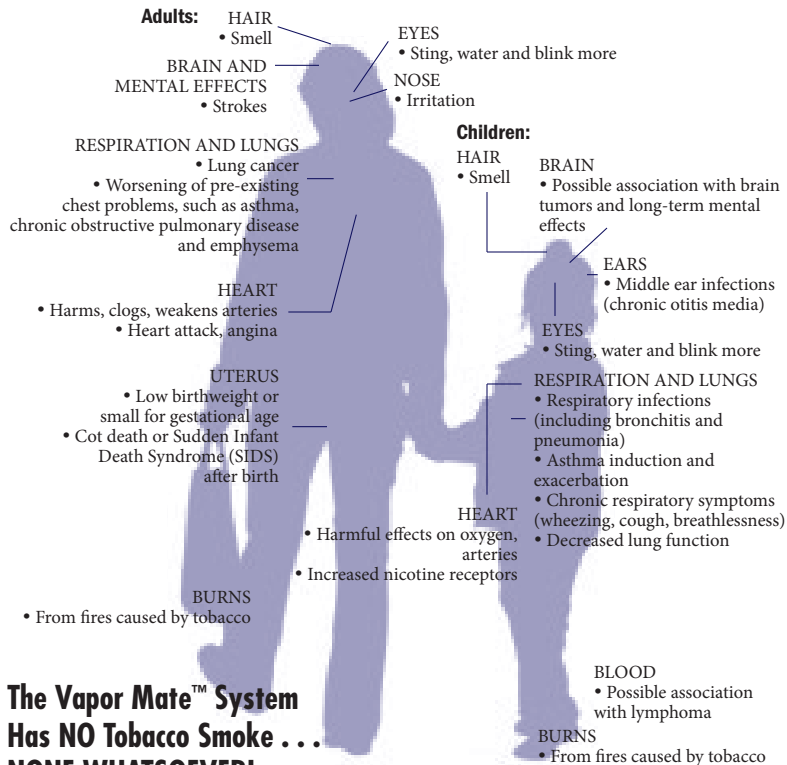 Adults:
HAIR
• Smell
BRAIN AND
MENTAL EFFECTS
• Strokes
EYES
• Sting, water and blink more
NOSE
• Irritation
RESPIRATION AND LUNGS
• Lung cancer
• Worsening of pre-existing
chest problems, such as asthma,
chronic obstructive pulmonary disease
and emphysema
HEART
• Harms, clogs, weakens arteries
• Heart attack, angina
UTERUS
• Low birthweight or
small for gestational age
• Cot death or Sudden Infant
Death Syndrome (SIDS)
after birth
BURNS
• From fires caused by tobacco
Children:
HAIR
• Smell
BRAIN
• Possible association with brain
tumors and long-term mental
effects
EARS
• Middle ear infections
(chronic otitis media)
EYES
• Sting, water and blink more
RESPIRATION AND LUNGS
• Respiratory infections
(including bronchitis and
pneumonia)
• Asthma induction and
exacerbation
• Chronic respiratory symptoms
(wheezing, cough, breathlessness)
• Decreased lung function
HEART
• Harmful effects on oxygen,
arteries
• Increased nicotine receptors
BLOOD
• Possible association
with lymphoma
BURNS
• From fires caused by tobacco
The Vapor Mate™ System
Has NO Tobacco Smoke . . .
NONE WHATSOEVER!